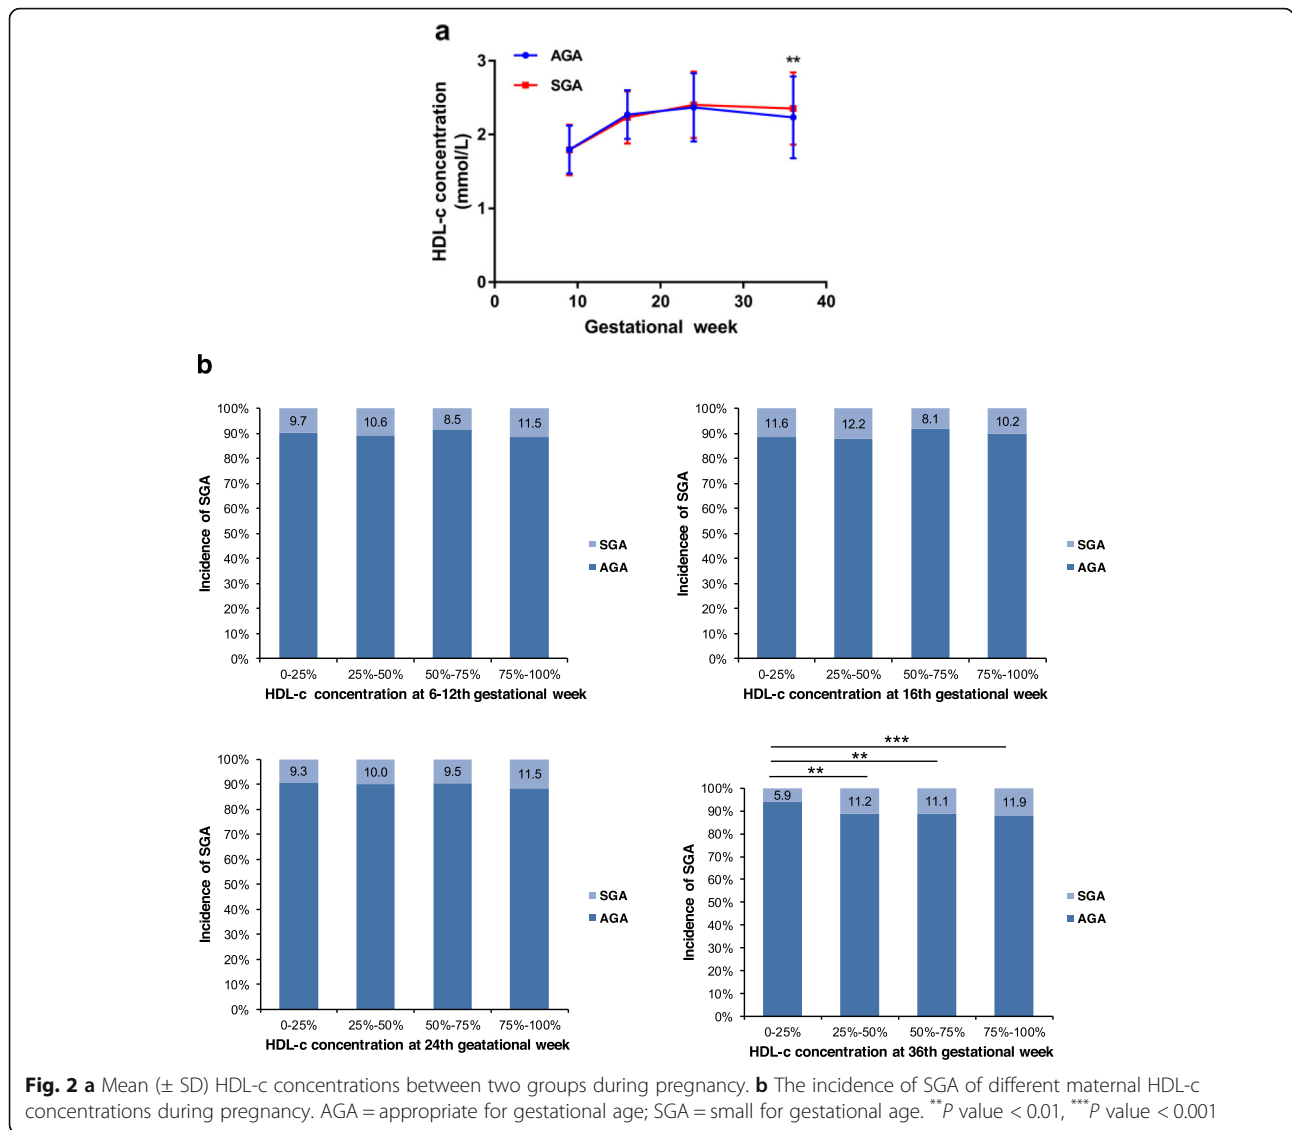 a
AGA
SGA
**
3
2
1
0
HDL-c concentration
(mmol/L)
0 10 20 30 40
Gestational week
b
100%
90%
80%
70%
60%
50%
40%
30%
20%
10%
0%
Incidence of SGA
9.7 10.6 8.5 11.5
SGA
AGA
0-25% 25%-50% 50%-75% 75%-100%
HDL-c concentration at 6-12th gestational week
100%
90%
80%
70%
60%
50%
40%
30%
20%
10%
0%
Incidencee of SGA
11.6 12.2 8.1 10.2
SGA
AGA
0-25% 25%-50% 50%-75% 75%-100%
HDL-c concentration at 16th gestational week
100%
90%
80%
70%
60%
50%
40%
30%
20%
10%
0%
Incidence of SGA
9.3 10.0 9.5 11.5
SGA
AGA
0-25% 25%-50% 50%-75% 75%-100%
HDL-c concentration at 24th geatational week
***
**
**
100%
90%
80%
70%
60%
50%
40%
30%
20%
10%
0%
Incidence of SGA
5.9 11.2 11.1 11.9
SGA
AGA
0-25% 25%-50% 50%-75% 75%-100%
HDL-c concentration at 36th gestational week
Fig. 2 a Mean (± SD) HDL-c concentrations between two groups during pregnancy. b The incidence of SGA of different maternal HDL-c
concentrations during pregnancy. AGA = appropriate for gestational age; SGA = small for gestational age. **P value < 0.01, ***P value < 0.001